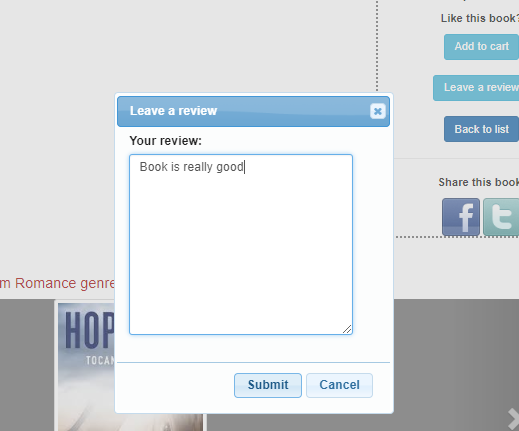 Like this book?
Add to cart
Leave a review
Back to list
Share this book
Leave a review
Your review:
Book is really good
Submit Cancel
m Romance genre
HOP
TOCAN